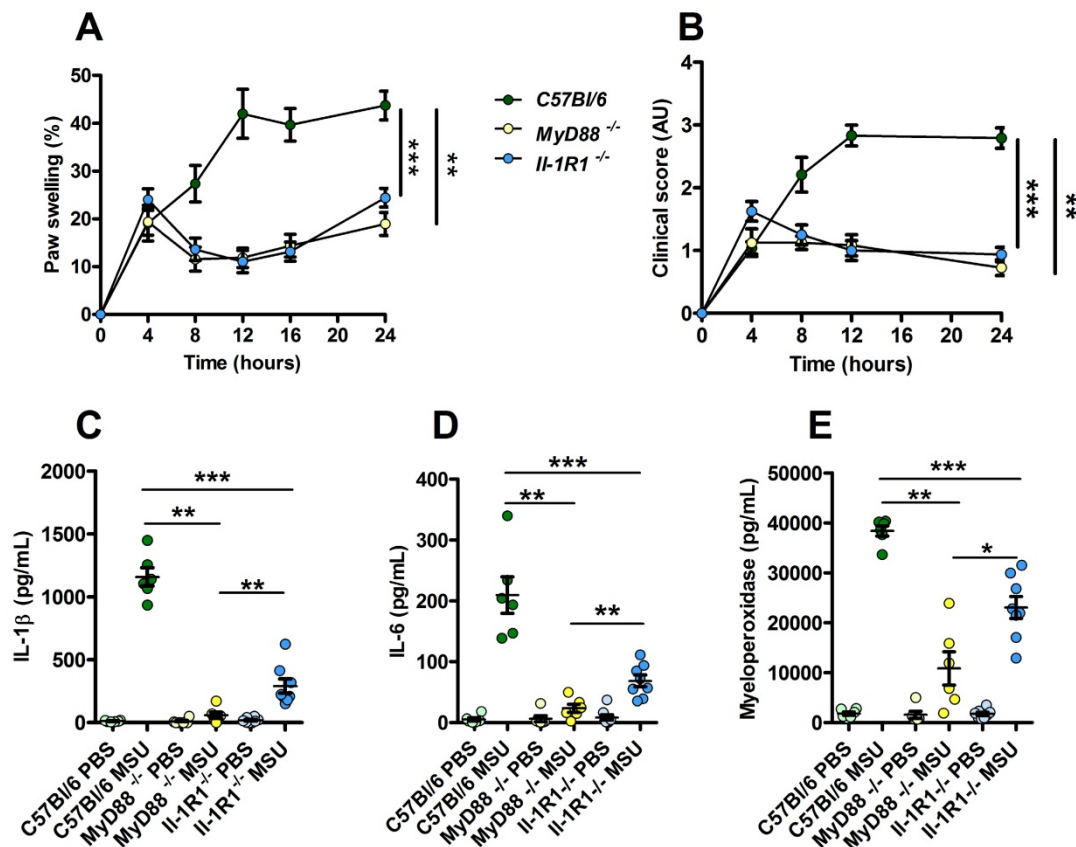 A
Paw swelling (%)
50
40
30
20
10
0
0 4 8 12 16 20 24
Time (hours)
***
**
C57Bl/6
MyD88 -/-
Il-1R1 -/-
B
Clinical score (AU)
4
3
2
1
0
0 4 8 12 16 20 24
Time (hours)
***
**
C
IL-1β (pg/mL)
2000
1500
1000
500
0
***
**
**
C57Bl/6 PBS
C57Bl/6 MSU
MyD88 -/- PBS
MyD88 -/- MSU
Il-1R1-/- PBS
Il-1R1-/- MSU
D
IL-6 (pg/mL)
400
300
200
100
0
***
**
**
C57Bl/6 PBS
C57Bl/6 MSU
MyD88 -/- PBS
MyD88 -/- MSU
Il-1R1-/- PBS
Il-1R1-/- MSU
E
Myeloperoxidase (pg/mL)
50000
40000
30000
20000
10000
0
***
**
*
C57Bl/6 PBS
C57Bl/6 MSU
MyD88 -/- PBS
MyD88 -/- MSU
Il-1R1-/- PBS
Il-1R1-/- MSU